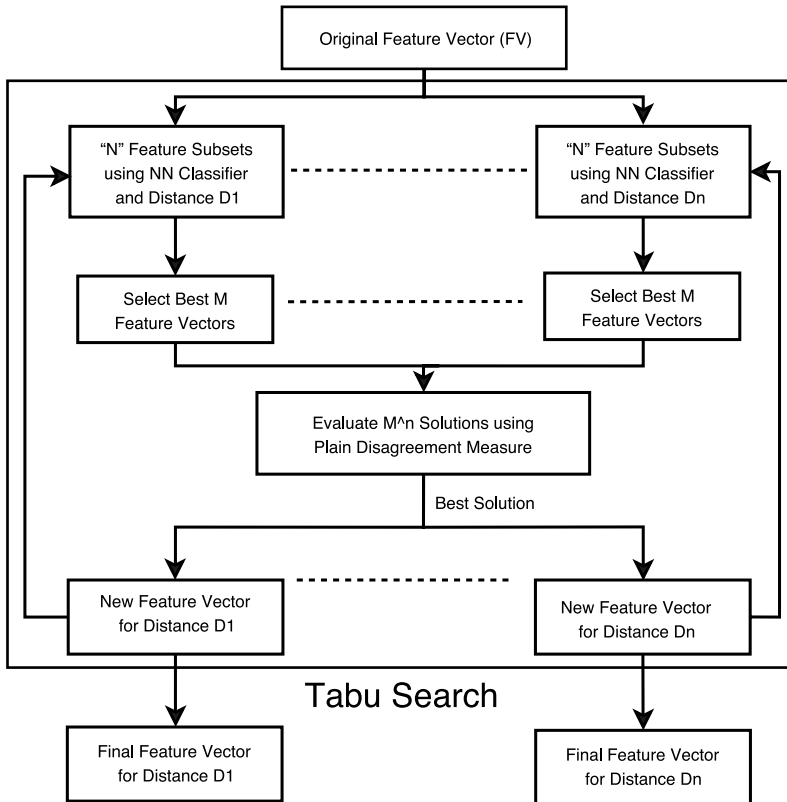 Original Feature Vector (FV)
“N” Feature Subsets
using NN Classifier
and Distance D1
“N” Feature Subsets
using NN Classifier
and Distance Dn
Select Best M
Feature Vectors
Select Best M
Feature Vectors
Evaluate M^n Solutions using
Plain Disagreement Measure
Best Solution
New Feature Vector
for Distance D1
New Feature Vector
for Distance Dn
Tabu Search
Final Feature Vector
for Distance D1
Final Feature Vector
for Distance Dn